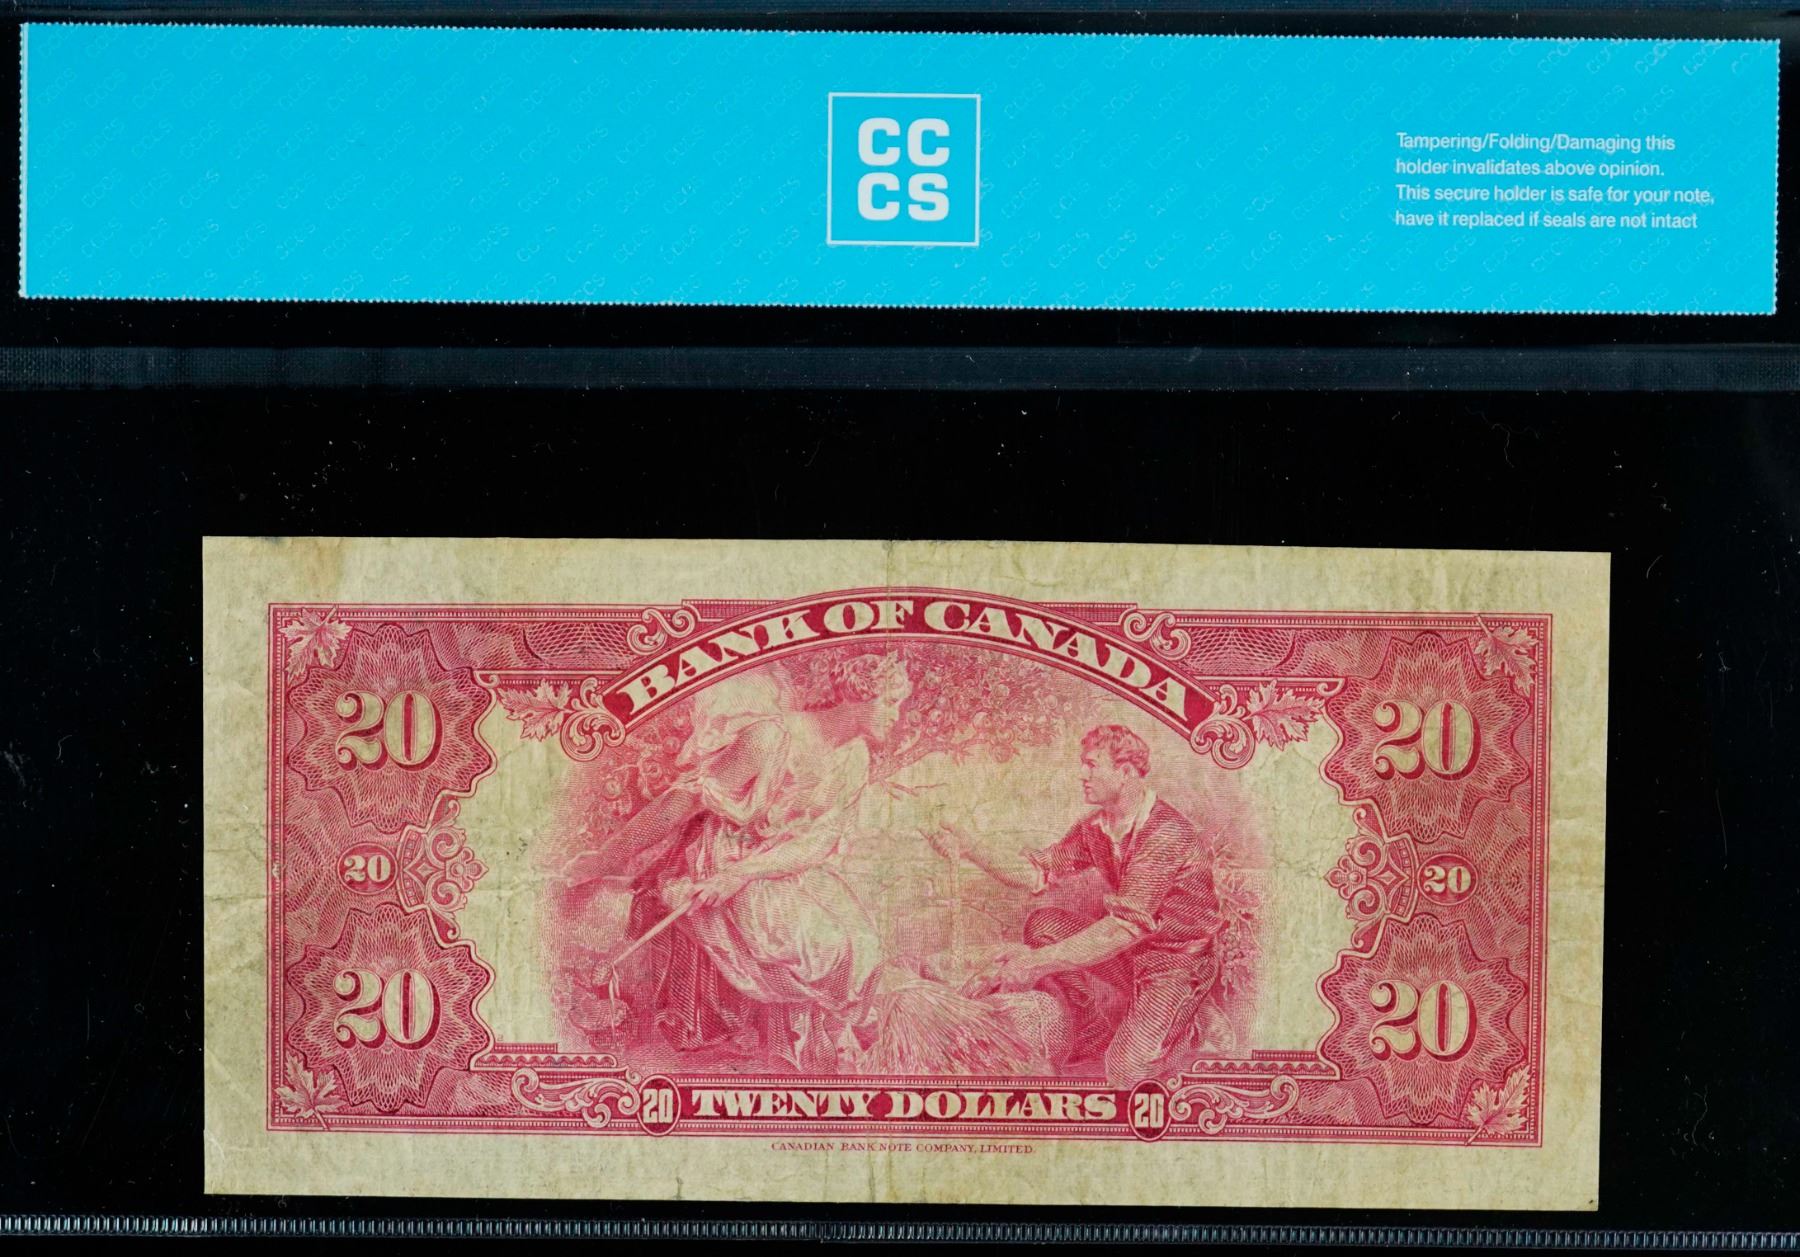 CC
CS
Tampering/Folding/Damaging this
holder invalidates above opinion.
This secure holder is safe for your note,
have it replaced if seals are not intact
BANK OF CANADA
20 20
20 20
20 20
20 TWENTY DOLLARS 20
CANADIAN BANK NOTE COMPANY, LIMITED.